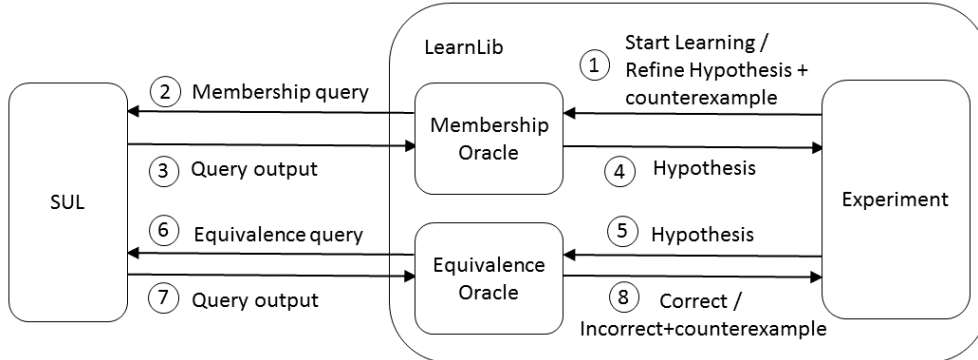 LearnLib
1
Start Learning /
Refine Hypothesis +
counterexample
2 Membership query
Membership
Oracle
3 Query output
4 Hypothesis
SUL
Experiment
6 Equivalence query
5 Hypothesis
Equivalence
Oracle
7 Query output
8 Correct /
Incorrect+counterexample